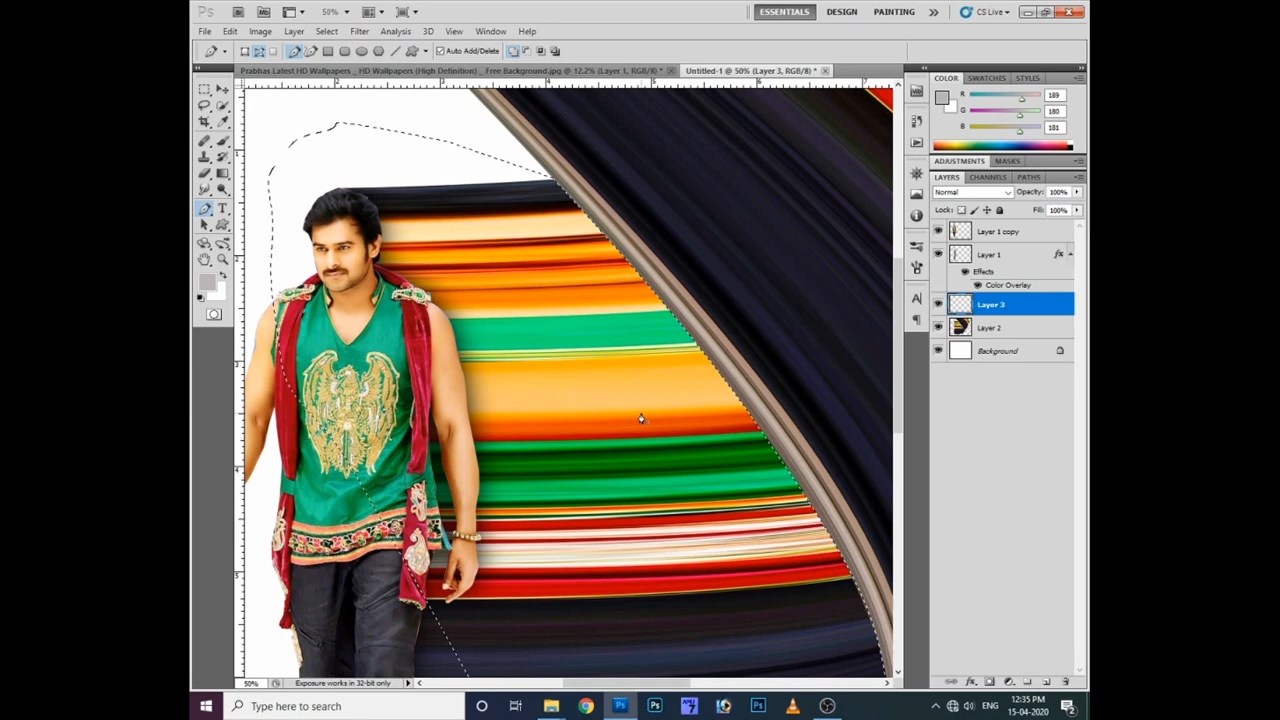 Ps Br Mb 50% ESSENTIALS DESIGN PAINTING » CS Live
File Edit Image Layer Select Filter Analysis 3D View Window Help
Auto Add/Delete
Prabhas Latest HD Wallpapers _ HD Wallpapers (High Definition) _ Free Background.jpg @ 12.2% (Layer 1, RGB/8) * Untitled-1 @ 50% (Layer 3, RGB/8) *
COLOR SWATCHES STYLES
R 189
G 180
B 181
ADJUSTMENTS MASKS
LAYERS CHANNELS PATHS
Normal Opacity: 100%
Lock: Fill: 100%
Layer 1 copy
Layer 1 fx
Effects
Color Overlay
Layer 3
Layer 2
Background
50% Exposure works in 32-bit only
Type here to search
12:35 PM
ENG
15-04-2020